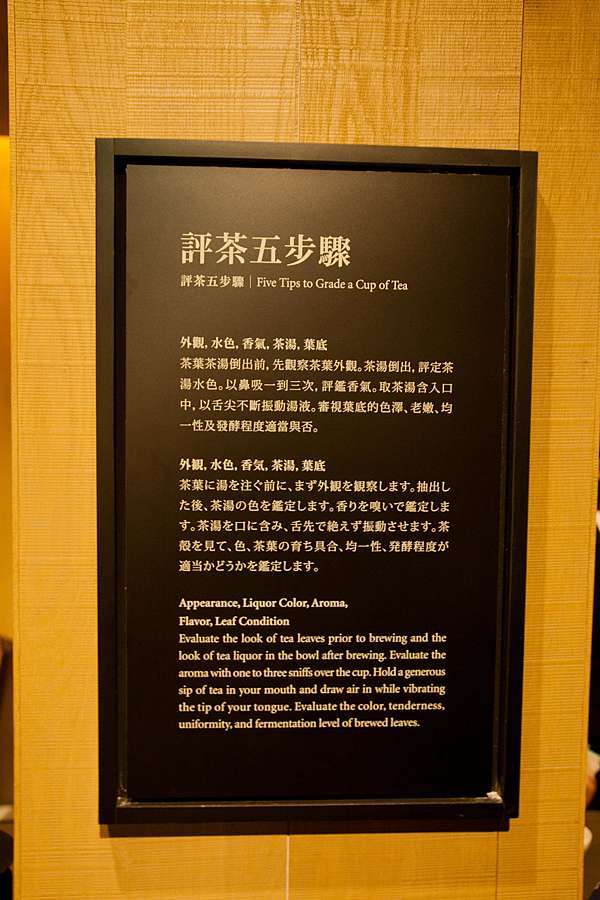 評茶五步驟
評茶五步驟｜Five Tips to Grade a Cup of Tea
外觀, 水色, 香氣, 茶湯, 葉底
茶葉茶湯倒出前, 先觀察茶葉外觀。茶湯倒出, 評定茶
湯水色。以鼻吸一到三次, 評鑑香氣。取茶湯含入口
中, 以舌尖不斷振動湯液。審視葉底的色澤、老嫩、均
一性及發酵程度適當與否。
外観, 水色, 香気, 茶湯, 葉底
茶葉に湯を注ぐ前に、まず外観を観察します。抽出し
た後、茶湯の色を鑑定します。香りを嗅いで鑑定しま
す。茶湯を口に含み、舌先で絶えず振動させます。茶
殻を見て、色、茶葉の育ち具合、均一性、発酵程度が
適当かどうかを鑑定します。
Appearance, Liquor Color, Aroma,
Flavor, Leaf Condition
Evaluate the look of tea leaves prior to brewing and the
look of tea liquor in the bowl after brewing. Evaluate the
aroma with one to three sniffs over the cup. Hold a generous
sip of tea in your mouth and draw air in while vibrating
the tip of your tongue. Evaluate the color, tenderness,
uniformity, and fermentation level of brewed leaves.